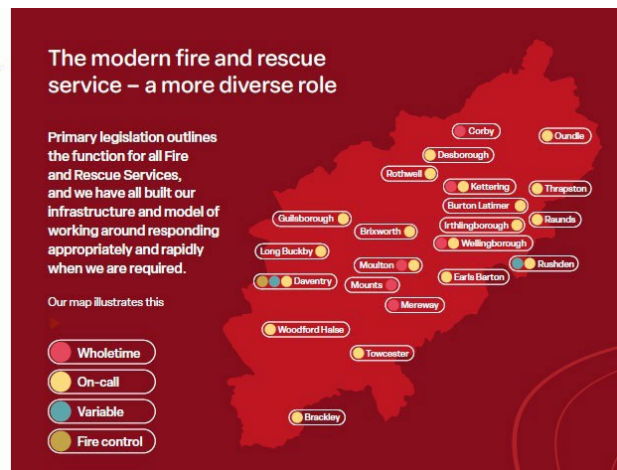 The modern fire and rescue
service – a more diverse role
Primary legislation outlines
the function for all Fire
and Rescue Services,
and we have all built our
infrastructure and model of
working around responding
appropriately and rapidly
when we are required.
Our map illustrates this
Wholetime
On-call
Variable
Fire control
Corby
Oundle
Desborough
Rothwell
Kettering
Thrapston
Burton Latimer
Guilsborough
Irthlingborough
Raunds
Brixworth
Wellingborough
Long Buckby
Moulton
Rushden
Daventry
Mounts
Earls Barton
Mereway
Woodford Halse
Towcester
Brackley